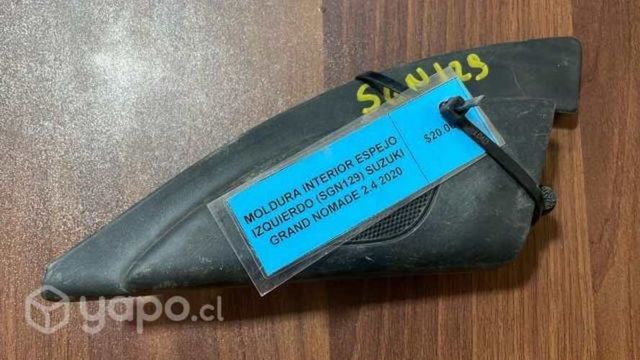 SGN129
MOLDURA INTERIOR ESPEJO
IZQUIERDO (SGN129) SUZUKI
GRAND NOMADE 2.4 2020
yapo.cl